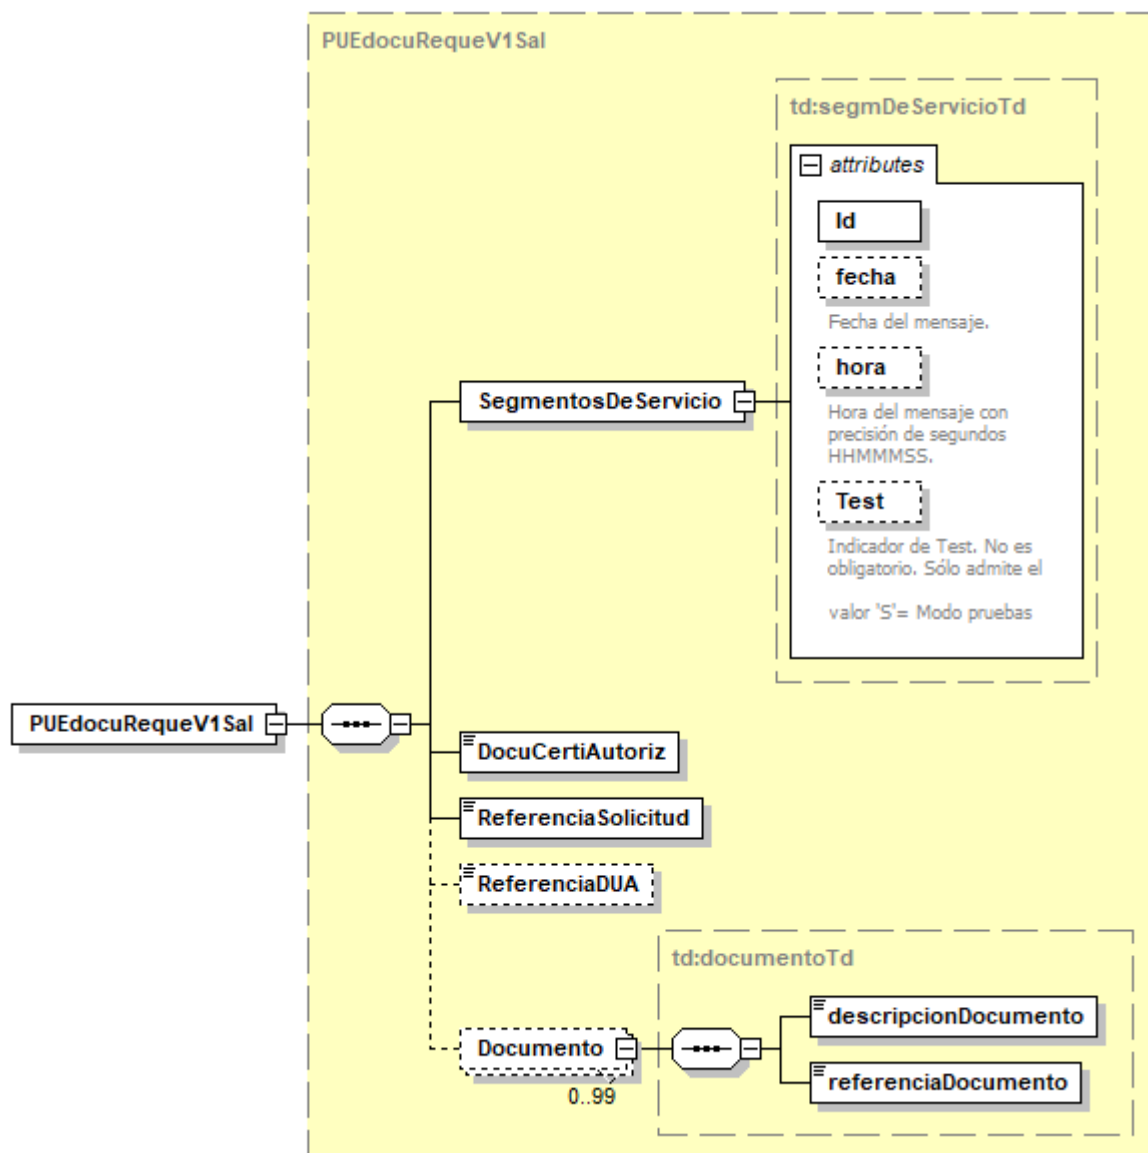 PUEdocuRequeV1Sal
td:segmDeServicioTd
attributes
Id
fecha
Fecha del mensaje.
hora
Hora del mensaje con
precisión de segundos
HHMMMSS.
Test
Indicador de Test. No es
obligatorio. Sólo admite el
valor 'S'= Modo pruebas
SegmentosDeServicio
PUEdocuRequeV1Sal
DocuCertiAutoriz
ReferenciaSolicitud
ReferenciaDUA
td:documentoTd
Documento
0..99
descripcionDocumento
referenciaDocumento